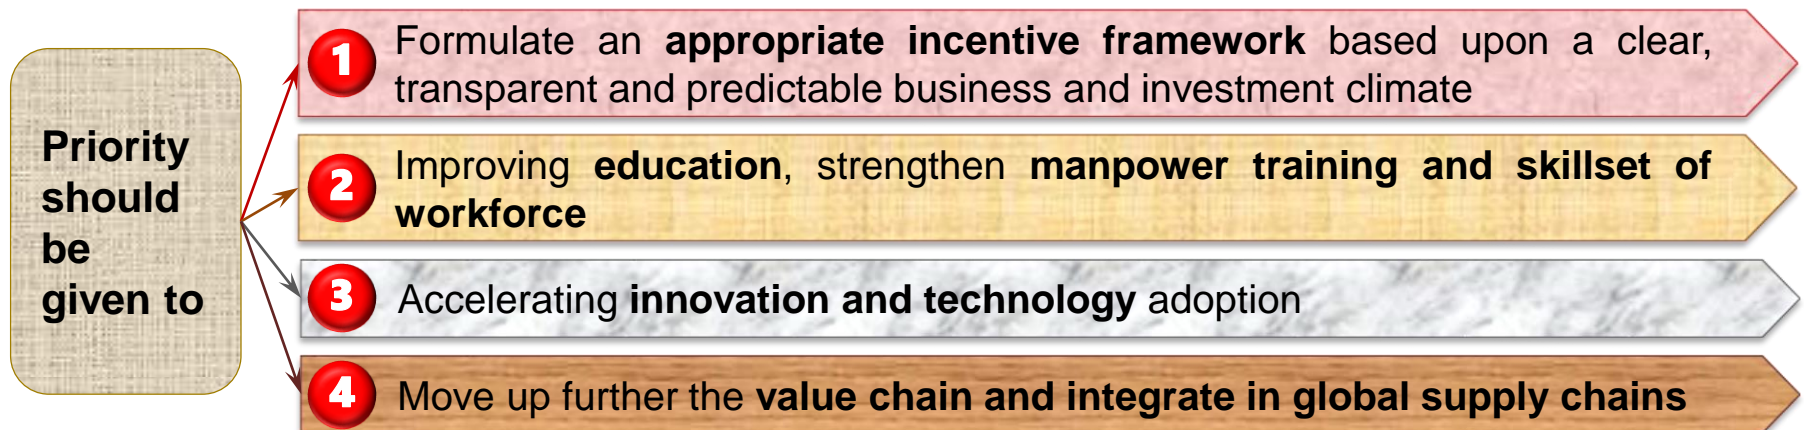 Priority
should
be
given to
1
Formulate an appropriate incentive framework based upon a clear,
transparent and predictable business and investment climate
2
Improving education, strengthen manpower training and skillset of
workforce
3
Accelerating innovation and technology adoption
4
Move up further the value chain and integrate in global supply chains